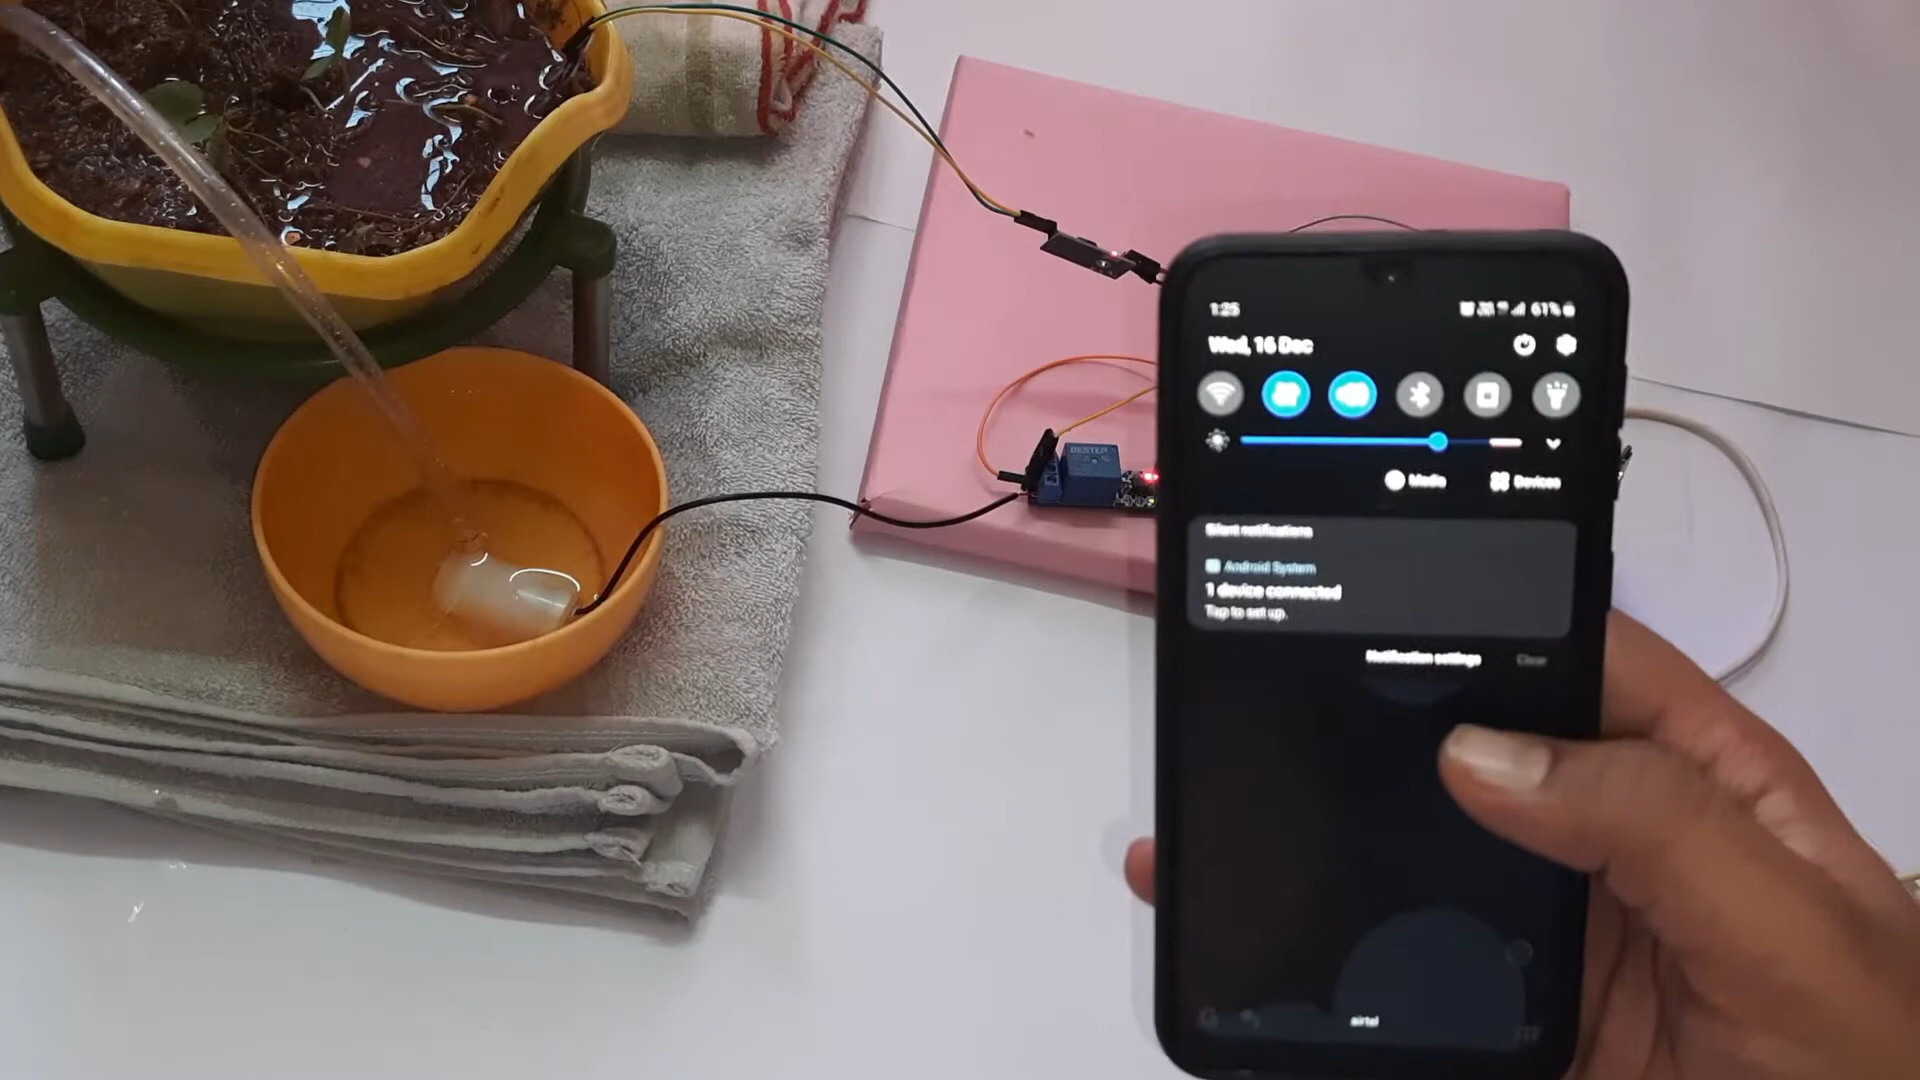 1:25
61%
Wed, 16 Dec
Media
Devices
Silent notifications
Android System
1 device connected
Tap to set up.
Notification settings
Clear
airtel